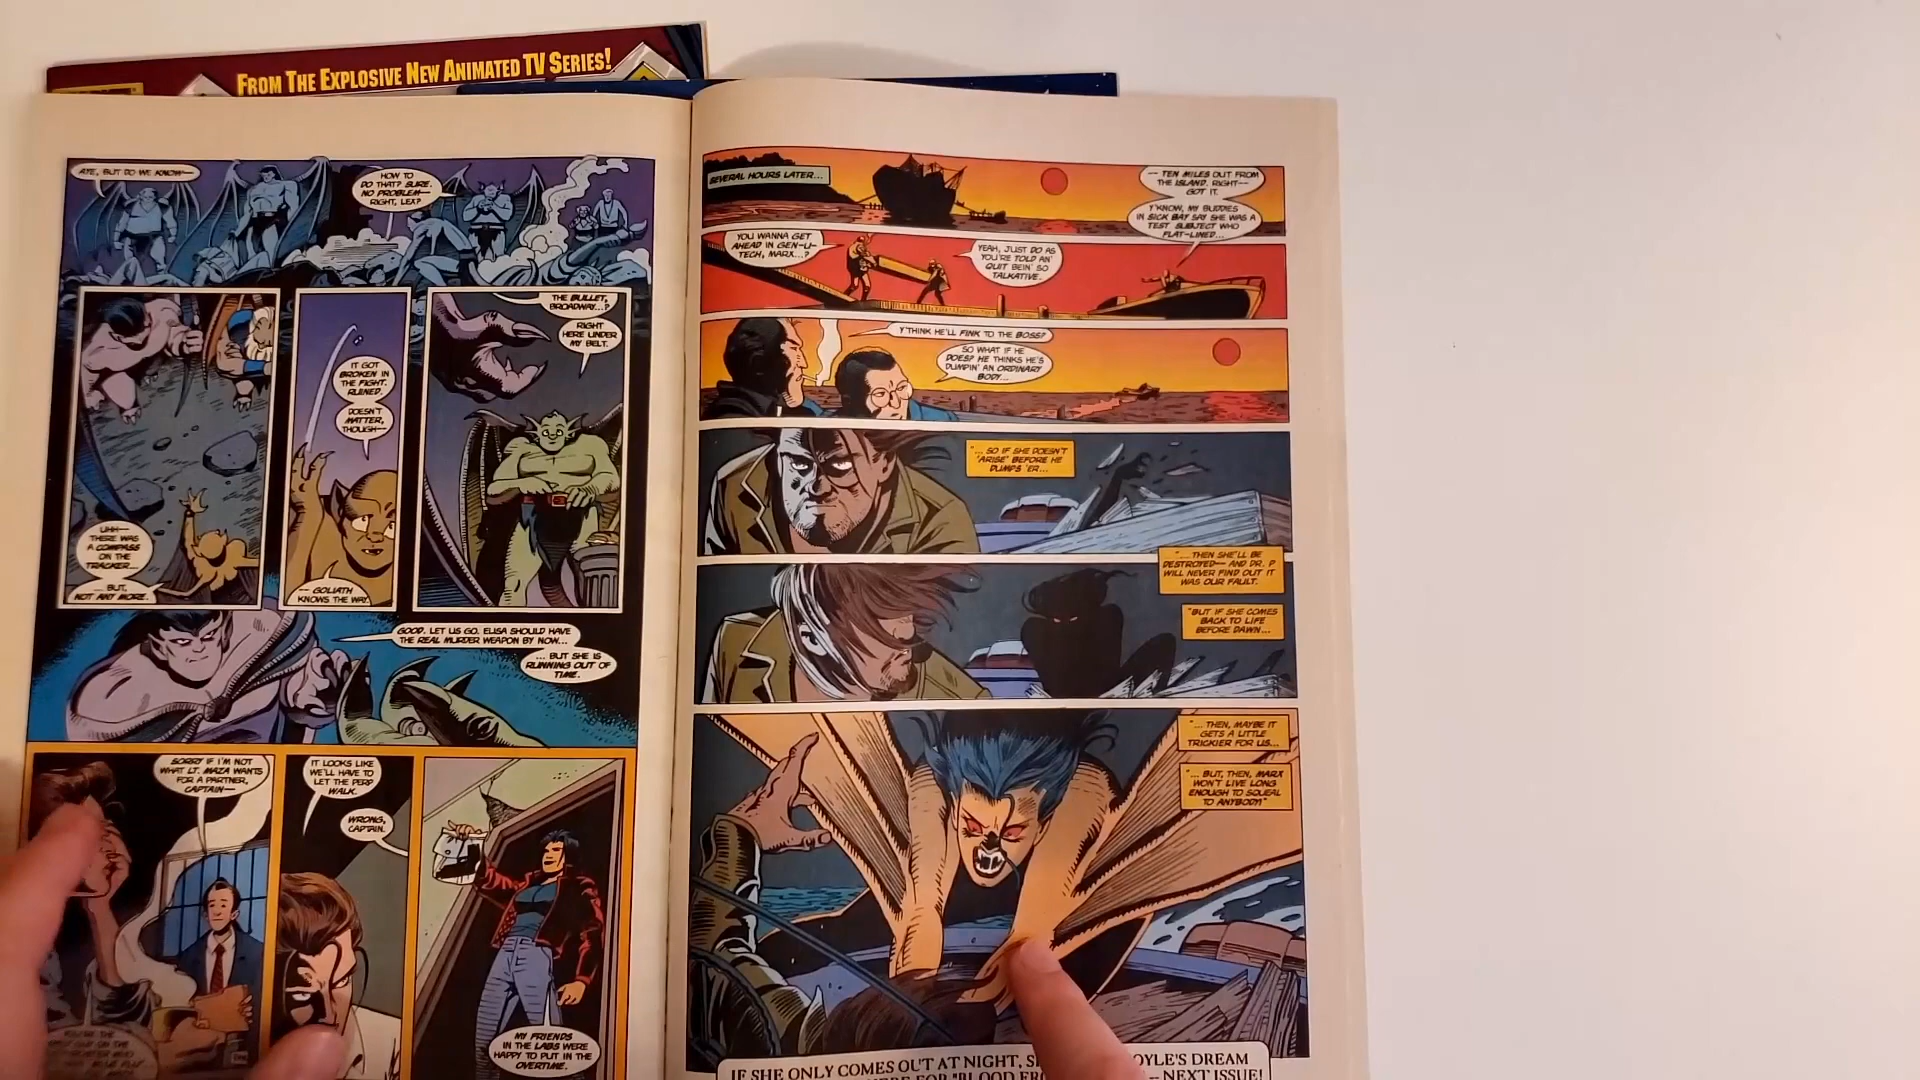 FROM THE EXPLOSIVE NEW ANIMATED TV SERIES!
AYE, BUT DO WE KNOW—
HOW TO
DO THAT? SURE.
NO PROBLEM—
RIGHT, LEX?
UHH—
THERE WAS
A COMPASS
ON THE
TRACKER...
... BUT,
NOT ANY MORE.
IT GOT
BROKEN IN
THE FIGHT.
RUINED.
DOESN'T
MATTER,
THOUGH—
— GOLIATH
KNOWS THE WAY.
THE BULLET,
BROADWAY...?
RIGHT
HERE UNDER
MY BELT.
GOOD. LET US GO. ELISA SHOULD HAVE
THE REAL MURDER WEAPON BY NOW...
... BUT SHE IS
RUNNING OUT OF
TIME.
SORRY IF I'M NOT
WHAT LT. MAZA WANTS
FOR A PARTNER,
CAPTAIN—
IT LOOKS LIKE
WE'LL HAVE TO
LET THE PERP
WALK.
WRONG,
CAPTAIN.
MY FRIENDS
IN THE LABS WERE
HAPPY TO PUT IN THE
OVERTIME.
SEVERAL HOURS LATER...
— TEN MILES OUT FROM
THE ISLAND. RIGHT—
GOT IT.
Y'KNOW, MY BUDDIES
IN SICK BAY SAY SHE WAS A
TEST SUBJECT WHO
FLAT-LINED...
YOU WANNA GET
AHEAD IN GEN-U-
TECH, MARX...?
YEAH, JUST DO AS
YOU'RE TOLD AN'
QUIT BEIN' SO
TALKATIVE.
Y'THINK HE'LL FINK TO THE BOSS?
SO WHAT IF HE
DOES? HE THINKS HE'S
DUMPIN' AN ORDINARY
BODY...
"... SO IF SHE DOESN'T
'ARISE' BEFORE HE
DUMPS 'ER...
"... THEN SHE'LL BE
DESTROYED— AND DR. P
WILL NEVER FIND OUT IT
WAS OUR FAULT.
"BUT IF SHE COMES
BACK TO LIFE
BEFORE DAWN...
"... THEN, MAYBE IT
GETS A LITTLE
TRICKIER FOR US...
"... BUT, THEN, MARX
WON'T LIVE LONG
ENOUGH TO SQUEAL
TO ANYBODY!"
IF SHE ONLY COMES OUT AT NIGHT, S OYLE'S DREAM
FOR "BLOOD — NEXT ISSUE!